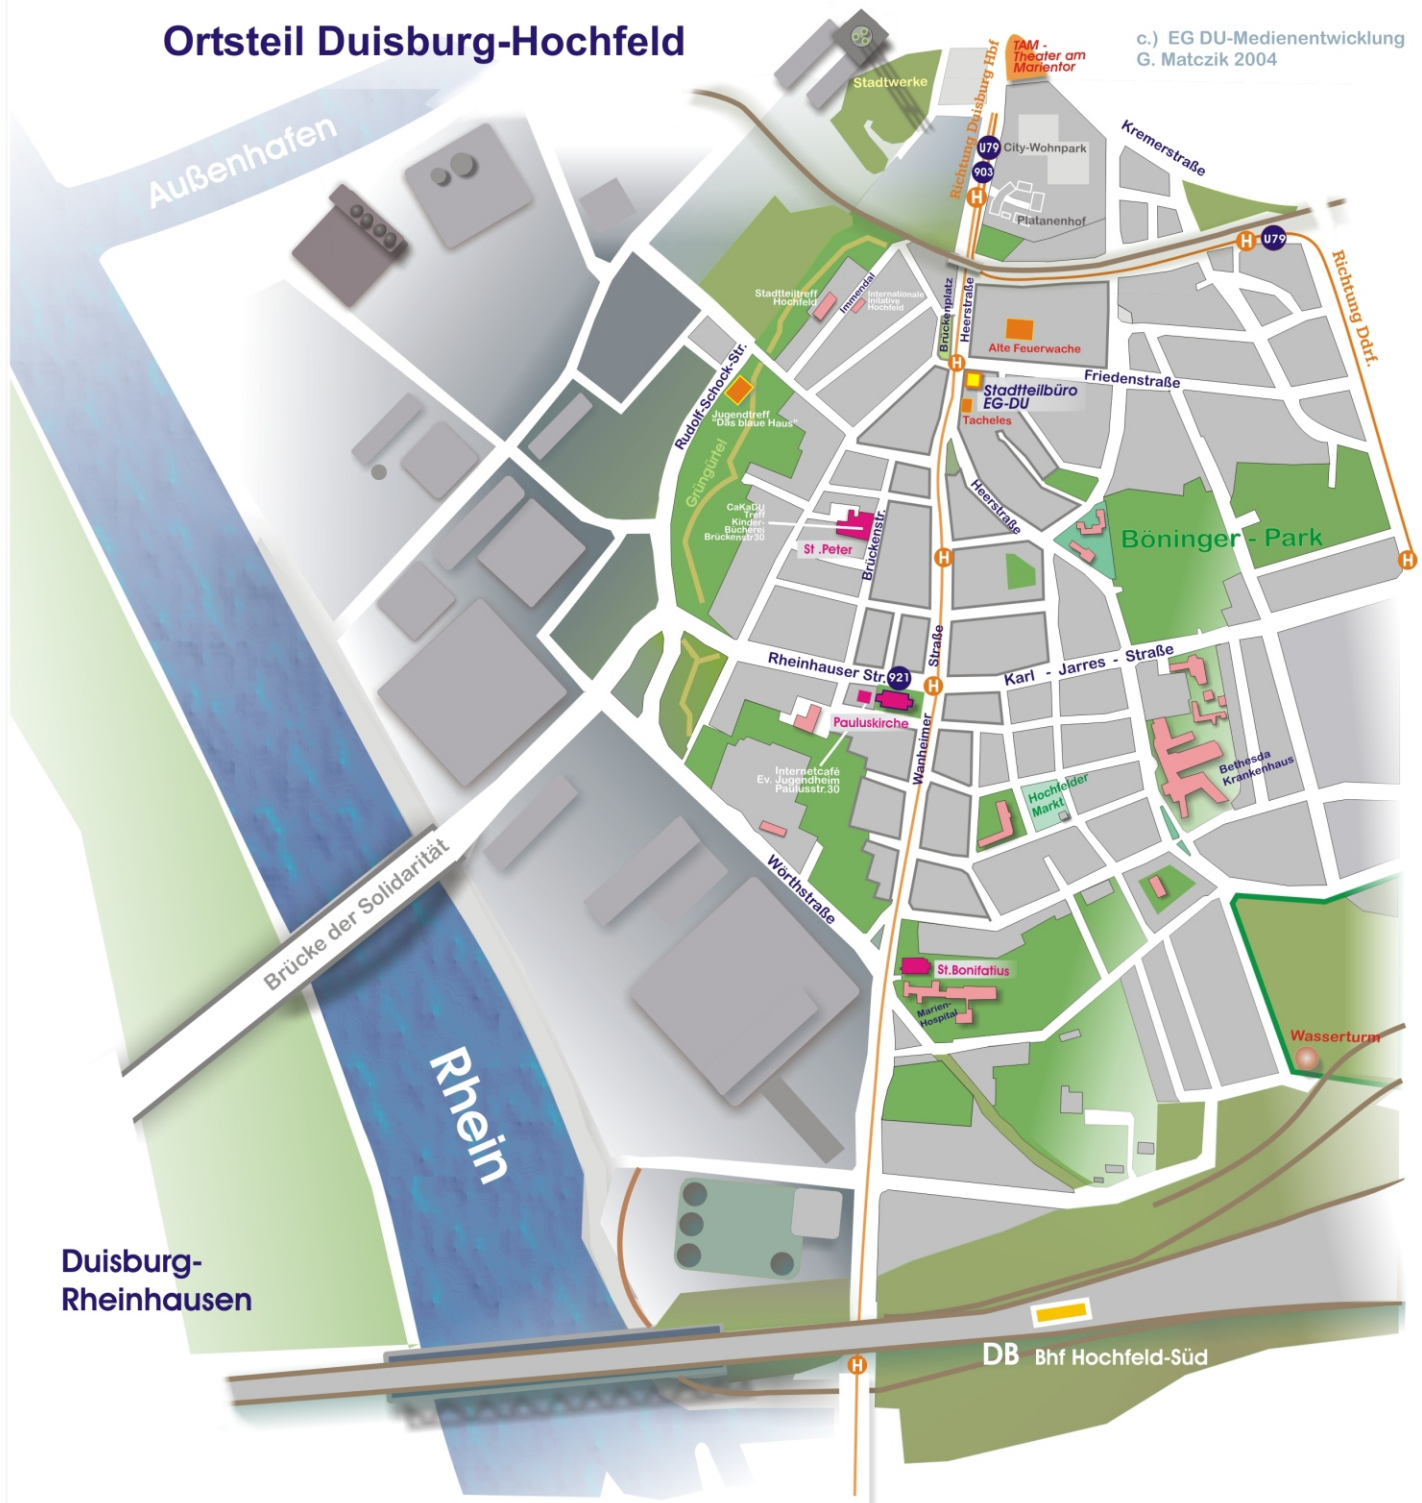 Ortsteil Duisburg-Hochfeld
c.) EG DU-Medienentwicklung
G. Matczik 2004
TAM -
Theater am
Marientor
Richtung Duisburg Hbf
Stadtwerke
Außenhafen
U79
903
H
City-Wohnpark
Platanenhof
Kremerstraße
H
U79
Richtung Ddrf.
Stadtteiltreff
Hochfeld
Immendal
Internationale
Initative
Hochfeld
Brückenplatz
Heerstraße
Alte Feuerwache
H
Friedenstraße
Stadtteilbüro
EG-DU
Tacheles
Rudolf-Schock-Str.
Jugendtreff
"Das blaue Haus"
Grüngürtel
CaKaDU
Treff
Kinder-
Bücherei
Brückenstr30
St .Peter
Brückenstr.
Heerstraße
Böninger - Park
H
H
Rheinhauser Str.
921
H
Wanheimer Straße
Karl - Jarres - Straße
Pauluskirche
Internetcafé
Ev. Jugendheim
Paulusstr.30
Hochfelder
Markt
Bethesda
Krankenhaus
Wörthstraße
Brücke der Solidarität
St.Bonifatius
Marien-
Hospital
Wasserturm
Rhein
Duisburg-
Rheinhausen
DB Bhf Hochfeld-Süd
H